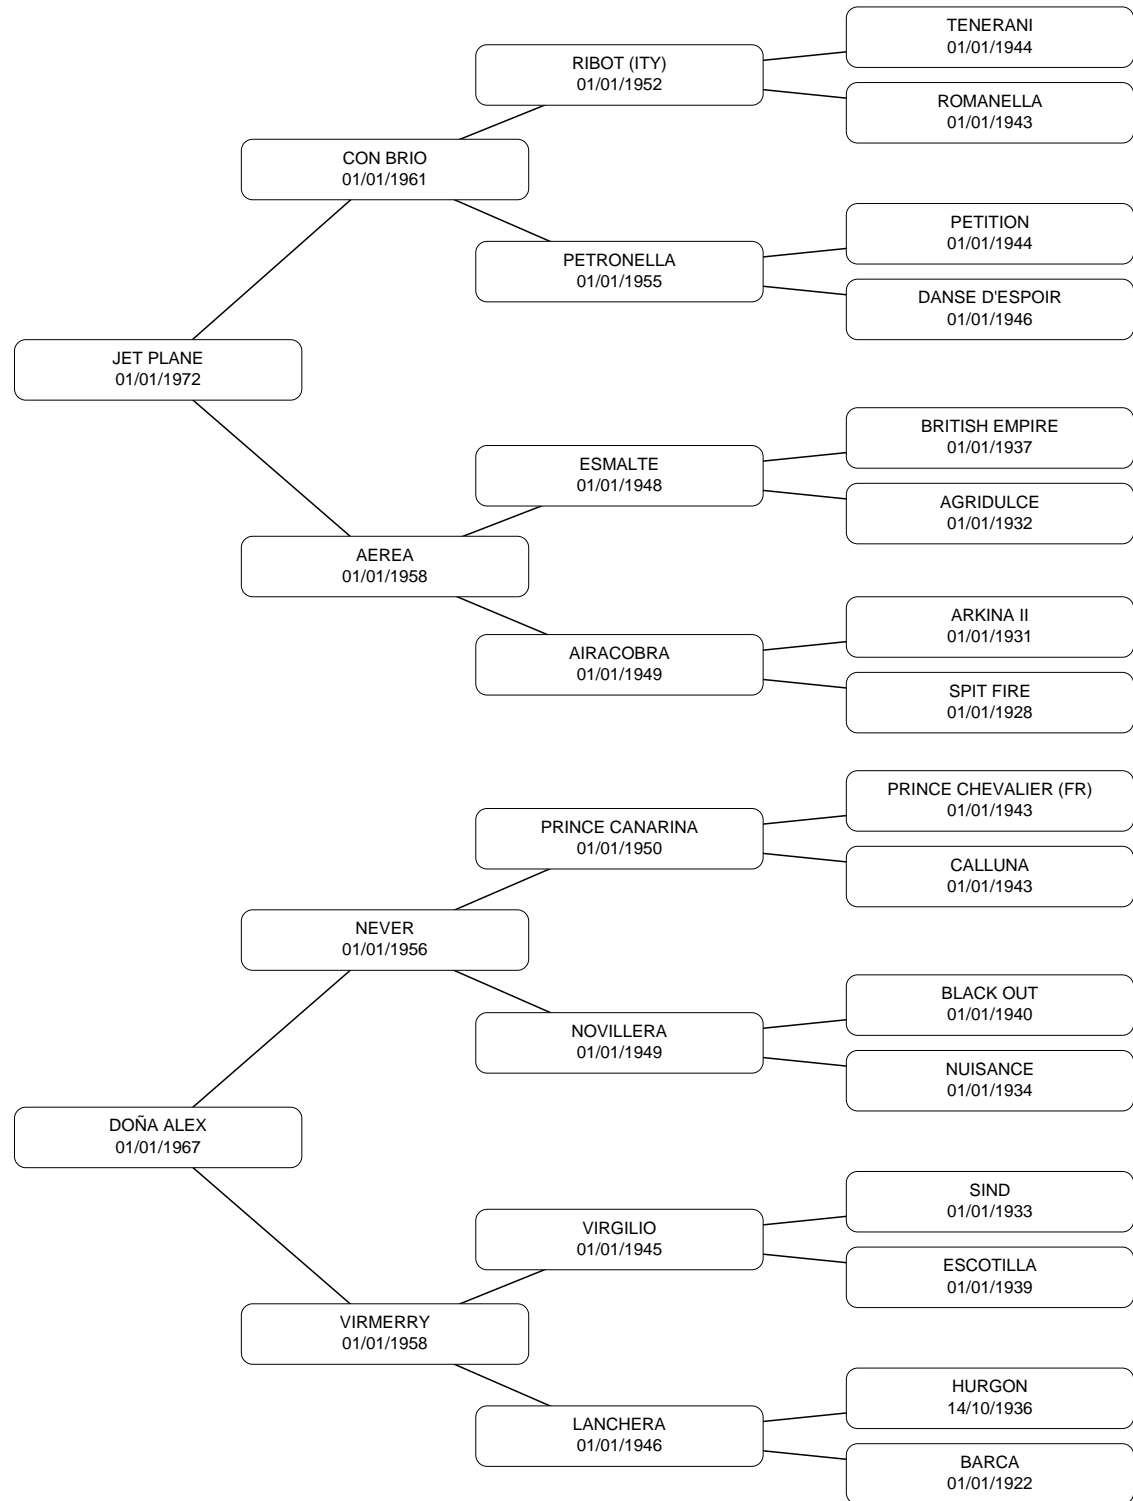 TENERANI
01/01/1944
RIBOT (ITY)
01/01/1952
ROMANELLA
01/01/1943
CON BRIO
01/01/1961
PETITION
01/01/1944
PETRONELLA
01/01/1955
DANSE D'ESPOIR
01/01/1946
JET PLANE
01/01/1972
BRITISH EMPIRE
01/01/1937
ESMALTE
01/01/1948
AGRIDULCE
01/01/1932
AEREA
01/01/1958
ARKINA II
01/01/1931
AIRACOBRA
01/01/1949
SPIT FIRE
01/01/1928
PRINCE CHEVALIER (FR)
01/01/1943
PRINCE CANARINA
01/01/1950
CALLUNA
01/01/1943
NEVER
01/01/1956
BLACK OUT
01/01/1940
NOVILLERA
01/01/1949
NUISANCE
01/01/1934
DOÑA ALEX
01/01/1967
SIND
01/01/1933
VIRGILIO
01/01/1945
ESCOTILLA
01/01/1939
VIRMERRY
01/01/1958
HURGON
14/10/1936
LANCHERA
01/01/1946
BARCA
01/01/1922